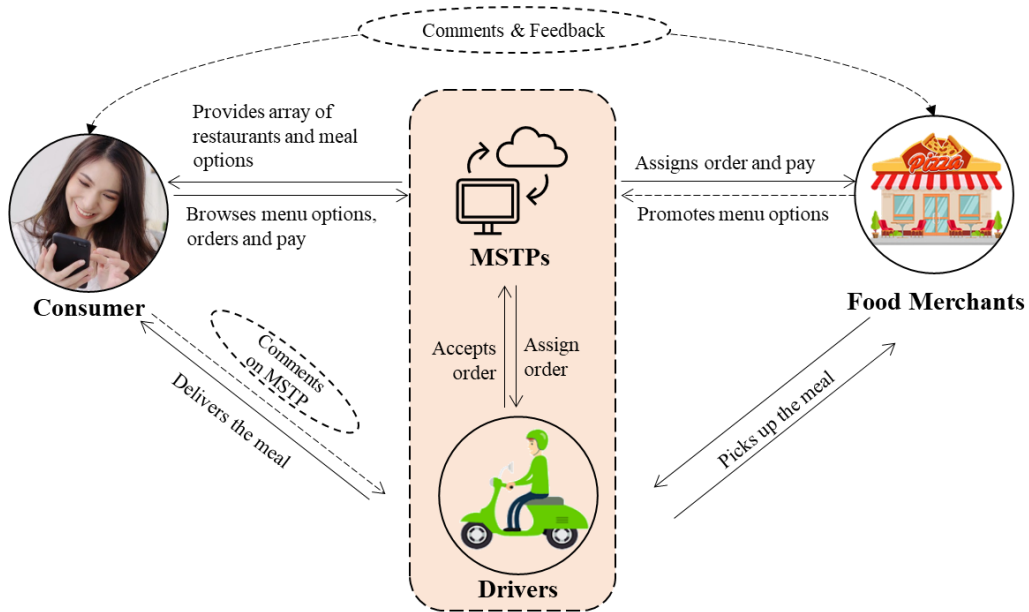 Comments & Feedback
Provides array of
restaurants and meal
options
Browses menu options,
orders and pay
Assigns order and pay
Promotes menu options
Pizza
MSTPs
Consumer
Food Merchants
Accepts
order
Assign
order
Comments
on MSTP
Delivers the meal
Picks up the meal
Drivers